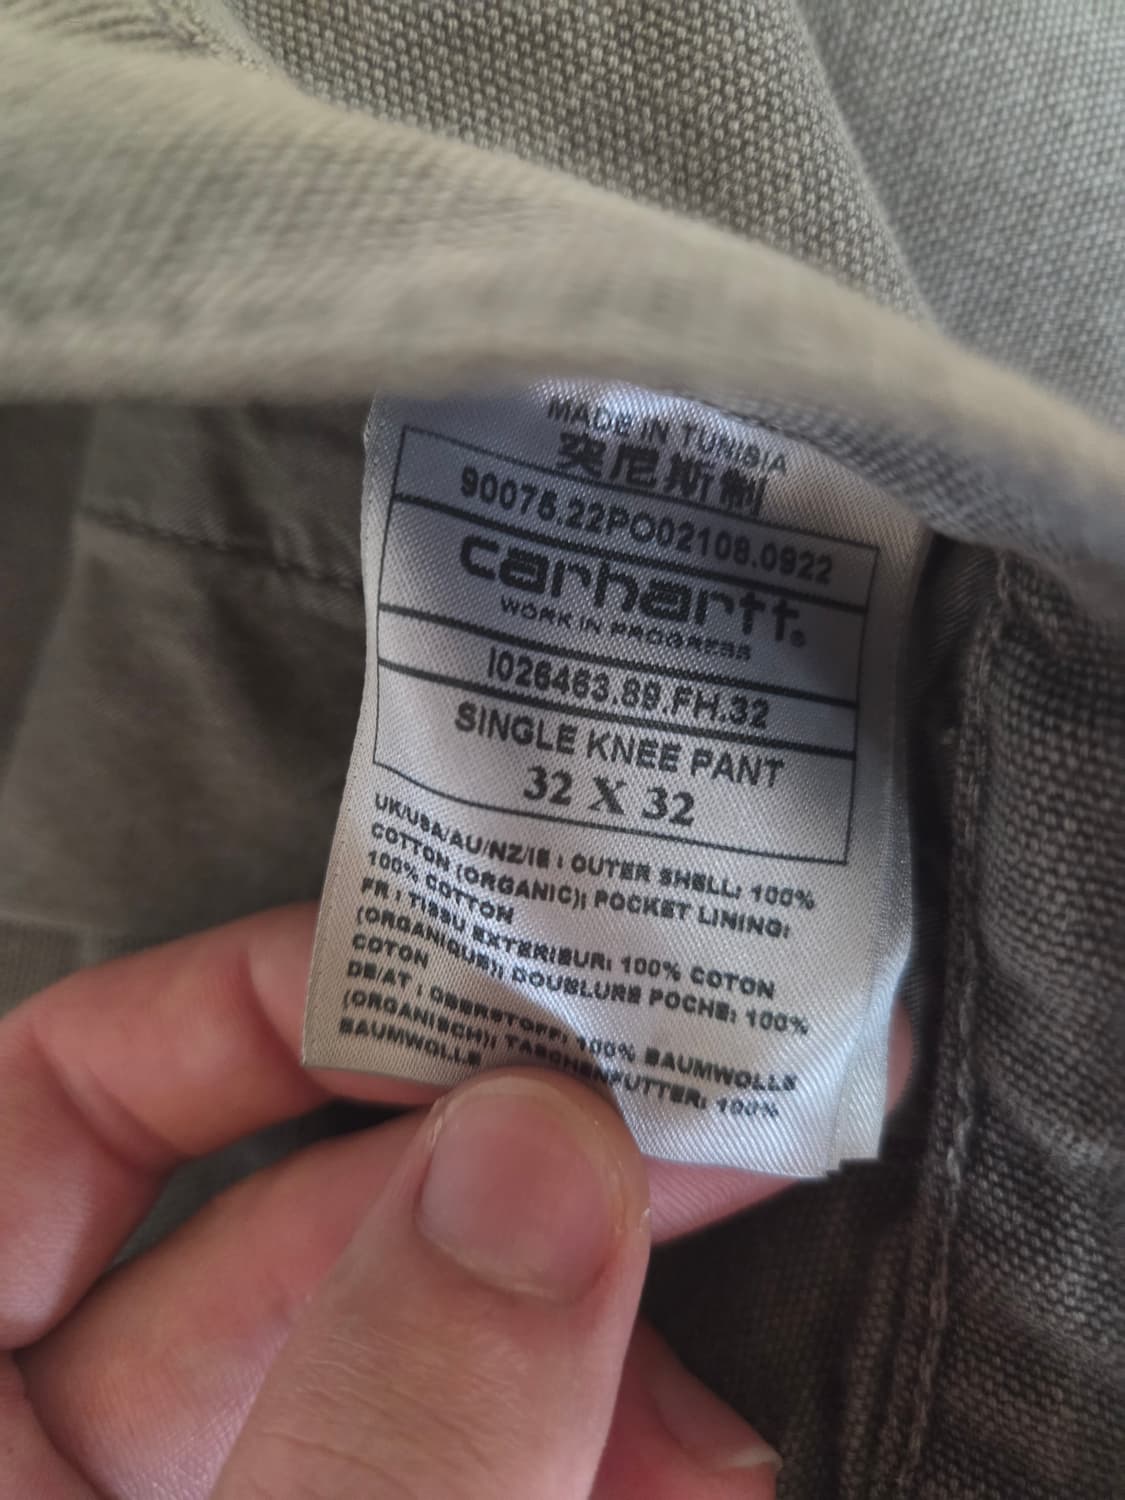 MADE IN TUNISIA
突尼斯制
90075.22PO02108.0922
carhartt®
WORK IN PROGRESS
I026463.89.FH.32
SINGLE KNEE PANT
32 X 32
UK/USA/AU/NZ/IE : OUTER SHELL: 100%
COTTON (ORGANIC); POCKET LINING:
100% COTTON
FR : TISSU EXTERIEUR: 100% COTON
(ORGANIQUE); DOUBLURE POCHE: 100%
COTON
DE/AT : OBERSTOFF: 100% BAUMWOLLE
(ORGANISCH); TASCHENFUTTER: 100%
BAUMWOLLE